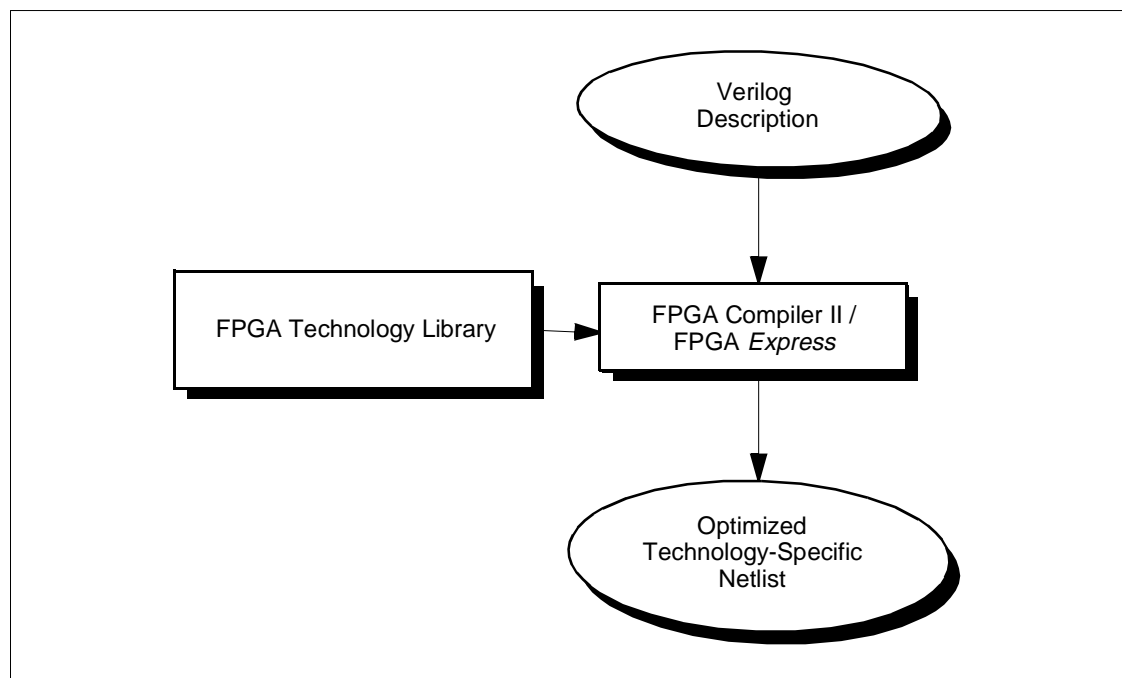 Verilog
Description
FPGA Technology Library
FPGA Compiler II /
FPGA Express
Optimized
Technology-Specific
Netlist